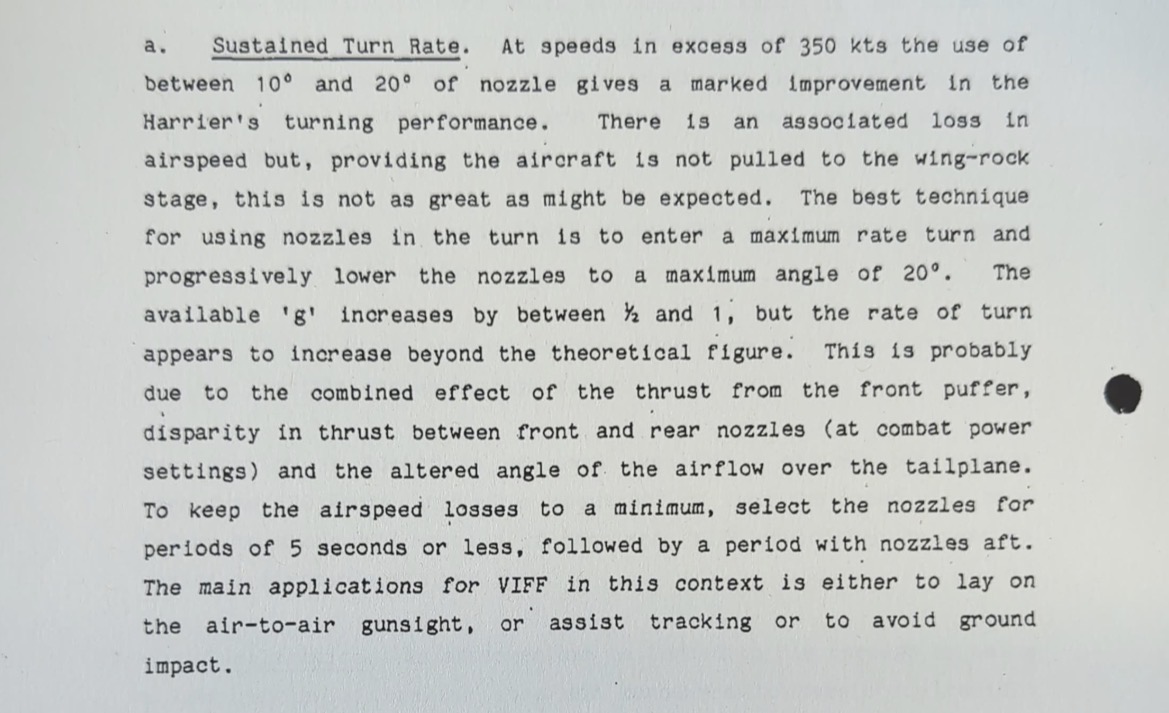 a. Sustained Turn Rate. At speeds in excess of 350 kts the use of
between 10° and 20° of nozzle gives a marked improvement in the
Harrier's turning performance. There is an associated loss in
airspeed but, providing the aircraft is not pulled to the wing-rock
stage, this is not as great as might be expected. The best technique
for using nozzles in the turn is to enter a maximum rate turn and
progressively lower the nozzles to a maximum angle of 20°. The
available 'g' increases by between ½ and 1, but the rate of turn
appears to increase beyond the theoretical figure. This is probably
due to the combined effect of the thrust from the front puffer,
disparity in thrust between front and rear nozzles (at combat power
settings) and the altered angle of the airflow over the tailplane.
To keep the airspeed losses to a minimum, select the nozzles for
periods of 5 seconds or less, followed by a period with nozzles aft.
The main applications for VIFF in this context is either to lay on
the air-to-air gunsight, or assist tracking or to avoid ground
impact.